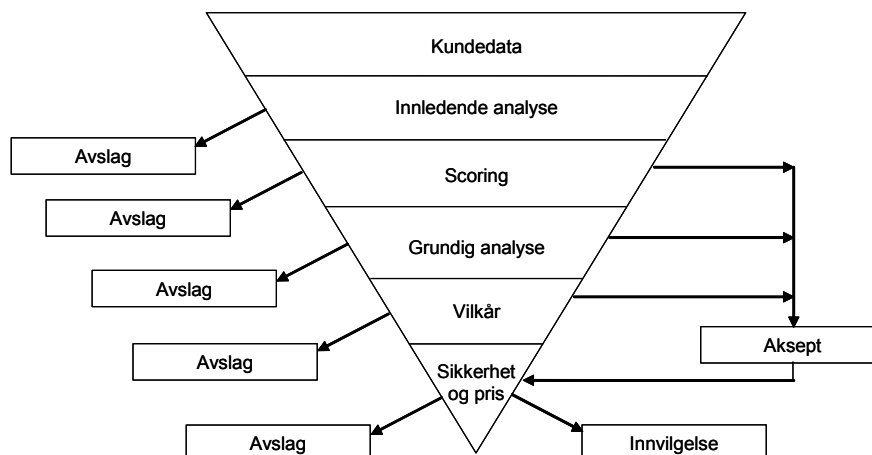 Kundedata
Innledende analyse
Avslag
Scoring
Avslag
Grundig analyse
Avslag
Vilkår
Aksept
Avslag
Sikkerhet
og pris
Avslag
Innvilgelse